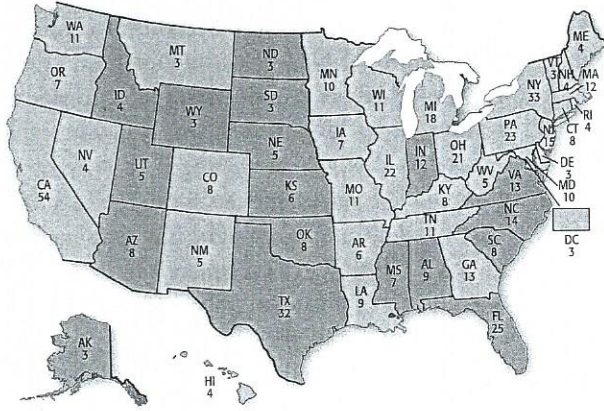 WA
11
OR
7
CA
54
NV
4
ID
4
MT
3
WY
3
UT
5
AZ
8
CO
8
NM
5
ND
3
SD
3
NE
5
KS
6
OK
8
TX
32
MN
10
IA
7
MO
11
AR
6
LA
9
WI
11
IL
22
MI
18
IN
12
OH
21
KY
8
TN
11
MS
7
AL
9
GA
13
FL
25
SC
8
NC
14
VA
13
WV
5
PA
23
NY
33
VT
3
NH
4
ME
4
MA
12
RI
4
CT
8
NJ
15
DE
3
MD
10
DC
3
AK
3
HI
4